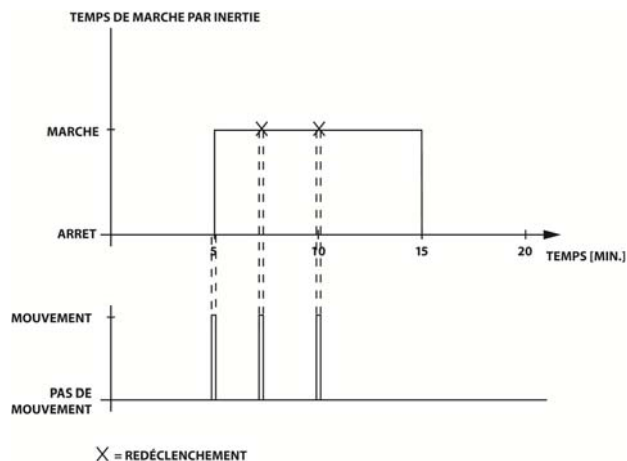 TEMPS DE MARCHE PAR INERTIE
MARCHE
ARRET
5
10
15
20
TEMPS [MIN.]
MOUVEMENT
PAS DE
MOUVEMENT
X = REDÉCLENCHEMENT